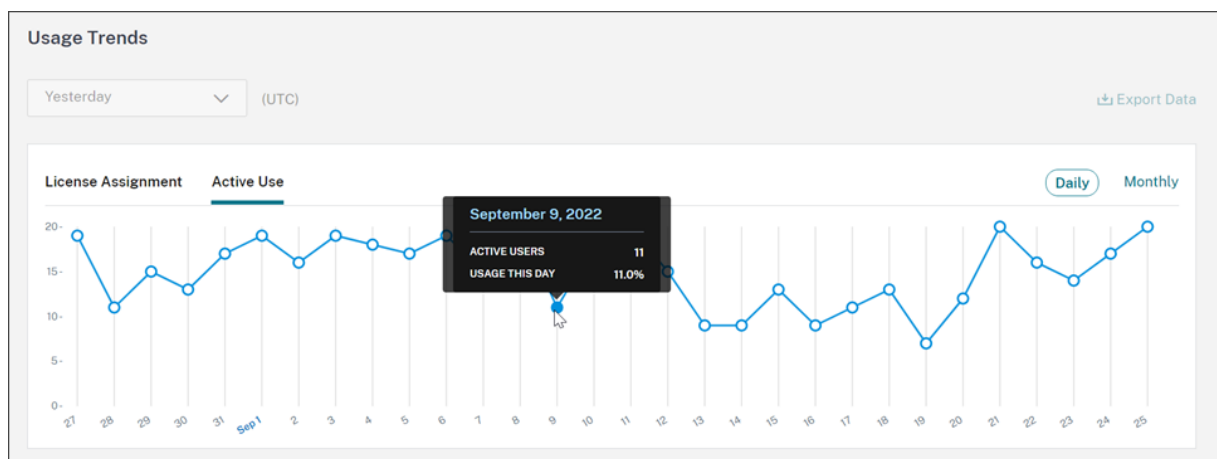 Usage Trends
Yesterday (UTC) Export Data
License Assignment Active Use Daily Monthly
September 9, 2022
ACTIVE USERS 11
USAGE THIS DAY 11.0%
20-
15-
10-
5-
0-
27 28 29 30 31 Sep 1 2 3 4 5 6 7 8 9 10 11 12 13 14 15 16 17 18 19 20 21 22 23 24 25